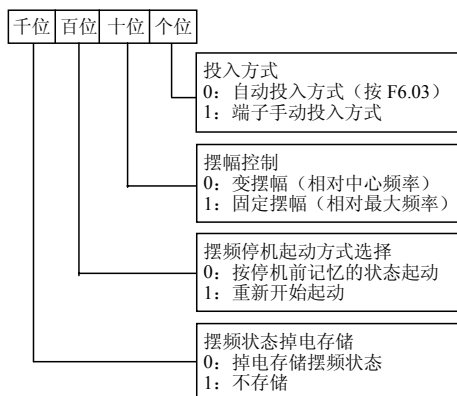 千位 百位 十位 个位
投入方式
0：自动投入方式（按 F6.03）
1：端子手动投入方式
摆幅控制
0：变摆幅（相对中心频率）
1：固定摆幅（相对最大频率）
摆频停机起动方式选择
0：按停机前记忆的状态起动
1：重新开始起动
摆频状态掉电存储
0：掉电存储摆频状态
1：不存储